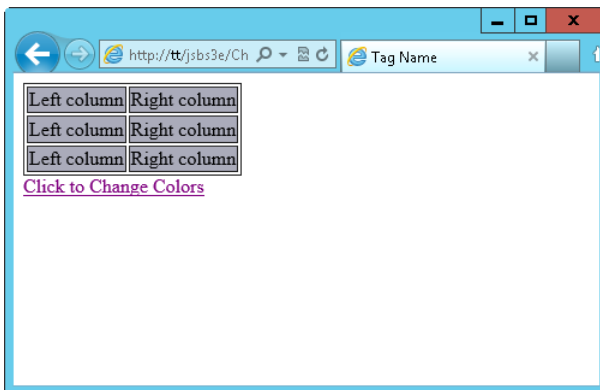 http://tt/jsbs3e/Ch
Tag Name
Left column Right column
Left column Right column
Left column Right column
Click to Change Colors